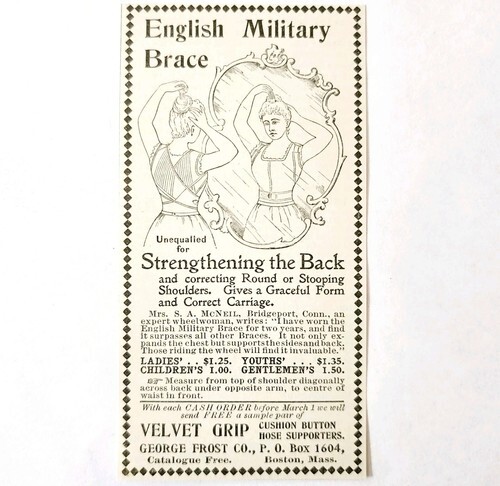 English Military
Brace
Unequalled
for
Strengthening the Back
and correcting Round or Stooping
Shoulders. Gives a Graceful Form
and Correct Carriage.
Mrs. S. A. McNeil, Bridgeport, Conn., an
expert wheelwoman, writes: "I have worn the
English Military Brace for two years, and find
it surpasses all other Braces. It not only ex-
pands the chest but supports the sides and back.
Those riding the wheel will find it invaluable."
LADIES' . . $1.25. YOUTHS' . . . $1.35.
CHILDREN'S 1.00. GENTLEMEN'S 1.50.
☞ Measure from top of shoulder diagonally
across back under opposite arm, to centre of
waist in front.
With each CASH ORDER before March 1 we will
send FREE a sample pair of
VELVET GRIP CUSHION BUTTON
HOSE SUPPORTERS.
GEORGE FROST CO., P. O. Box 1604,
Catalogue Free. Boston, Mass.